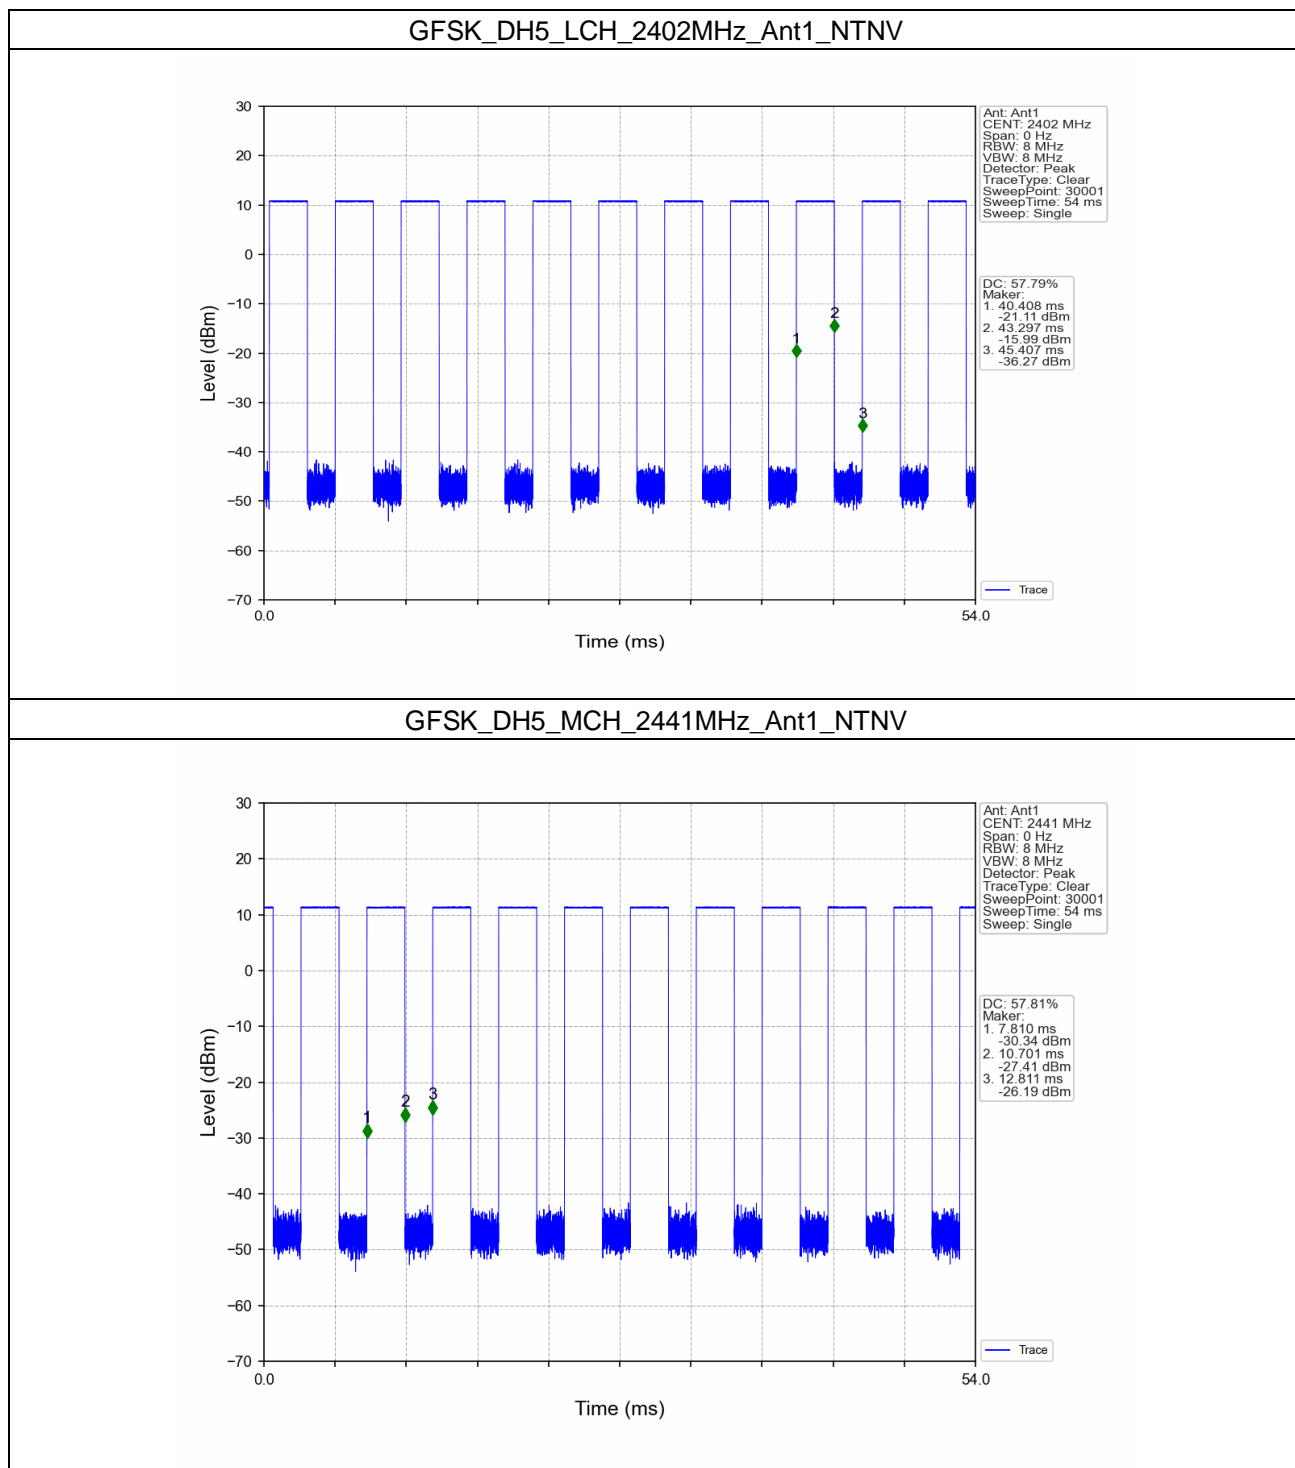 GFSK_DH5_LCH_2402MHz_Ant1_NTNV
30
20
10
0
−10
−20
−30
−40
−50
−60
−70
Level (dBm)
0.0
54.0
Time (ms)
1
2
3
Ant: Ant1
CENT: 2402 MHz
Span: 0 Hz
RBW: 8 MHz
VBW: 8 MHz
Detector: Peak
TraceType: Clear
SweepPoint: 30001
SweepTime: 54 ms
Sweep: Single
DC: 57.79%
Maker:
1. 40.408 ms
-21.11 dBm
2. 43.297 ms
-15.99 dBm
3. 45.407 ms
-36.27 dBm
Trace
GFSK_DH5_MCH_2441MHz_Ant1_NTNV
30
20
10
0
−10
−20
−30
−40
−50
−60
−70
Level (dBm)
0.0
54.0
Time (ms)
1
2
3
Ant: Ant1
CENT: 2441 MHz
Span: 0 Hz
RBW: 8 MHz
VBW: 8 MHz
Detector: Peak
TraceType: Clear
SweepPoint: 30001
SweepTime: 54 ms
Sweep: Single
DC: 57.81%
Maker:
1. 7.810 ms
-30.34 dBm
2. 10.701 ms
-27.41 dBm
3. 12.811 ms
-26.19 dBm
Trace